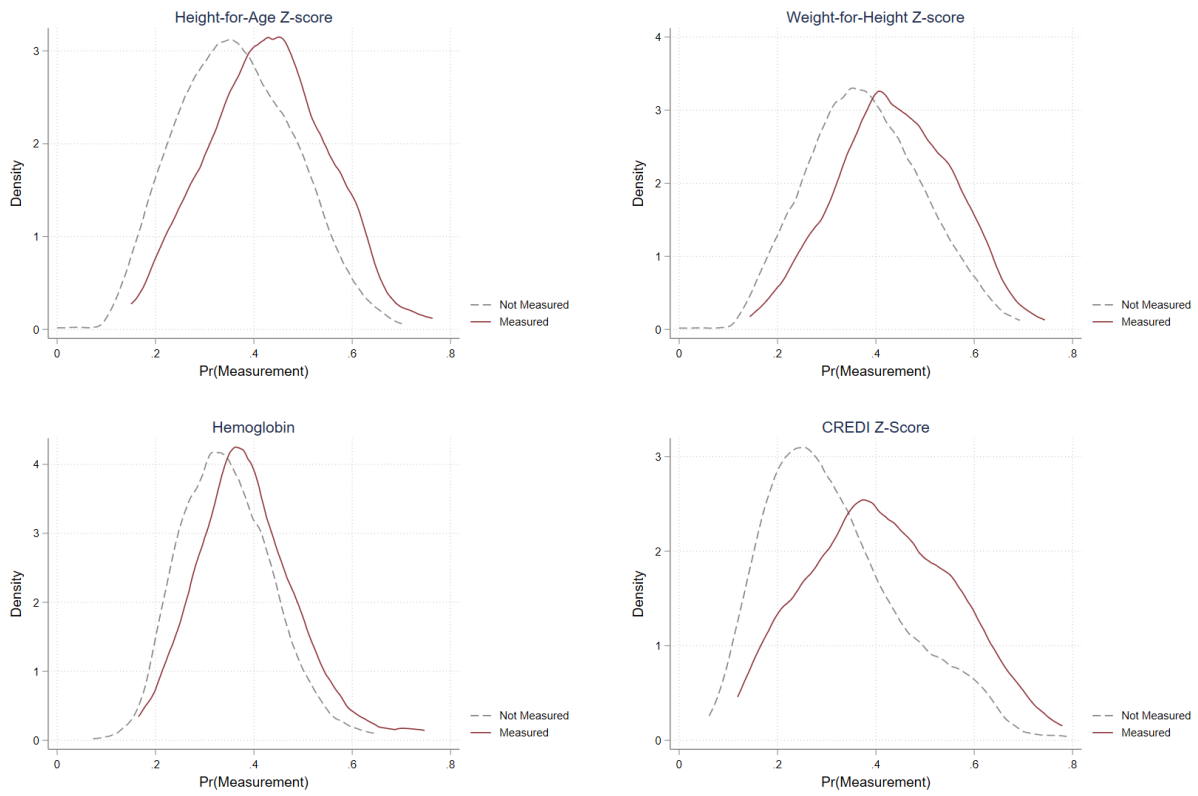 Height-for-Age Z-score
Density
3
2
1
0
0 .2 .4 .6 .8
Pr(Measurement)
Not Measured
Measured
Weight-for-Height Z-score
Density
4
3
2
1
0
0 .2 .4 .6 .8
Pr(Measurement)
Not Measured
Measured
Hemoglobin
Density
4
3
2
1
0
0 .2 .4 .6 .8
Pr(Measurement)
Not Measured
Measured
CREDI Z-Score
Density
3
2
1
0
0 .2 .4 .6 .8
Pr(Measurement)
Not Measured
Measured